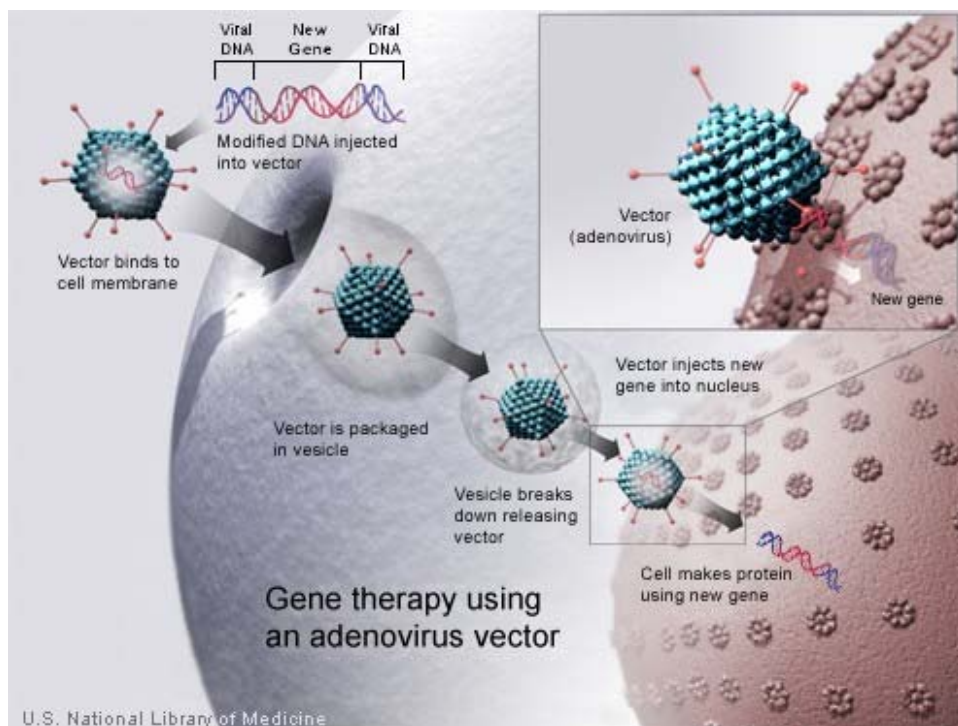 Viral DNA
New Gene
Viral DNA
Modified DNA injected
into vector
Vector binds to
cell membrane
Vector is packaged
in vesicle
Vesicle breaks
down releasing
vector
Vector injects new
gene into nucleus
Cell makes protein
using new gene
Vector
(adenovirus)
New gene
Gene therapy using
an adenovirus vector
U.S. National Library of Medicine